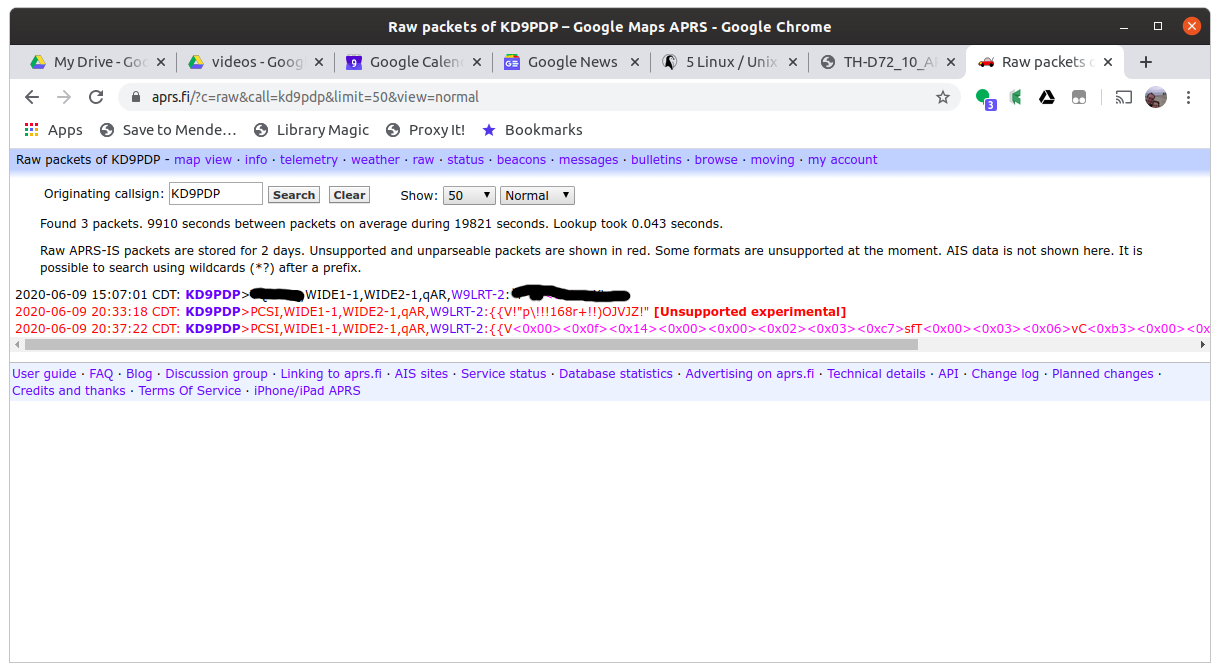 Raw packets of KD9PDP – Google Maps APRS - Google Chrome
My Drive - Goo videos - Goog Google Calen Google News 5 Linux / Unix TH-D72_10_A Raw packets
aprs.fi/?c=raw&call=kd9pdp&limit=50&view=normal 3
Apps Save to Mende… Library Magic Proxy It! Bookmarks
Raw packets of KD9PDP - map view · info · telemetry · weather · raw · status · beacons · messages · bulletins · browse · moving · my account
Originating callsign: KD9PDP Search Clear Show: 50 Normal
Found 3 packets. 9910 seconds between packets on average during 19821 seconds. Lookup took 0.043 seconds.
Raw APRS-IS packets are stored for 2 days. Unsupported and unparseable packets are shown in red. Some formats are unsupported at the moment. AIS data is not shown here. It is
possible to search using wildcards (*?) after a prefix.
2020-06-09 15:07:01 CDT: KD9PDP> ,WIDE1-1,WIDE2-1,qAR,W9LRT-2:
2020-06-09 20:33:18 CDT: KD9PDP>PCSI,WIDE1-1,WIDE2-1,qAR,W9LRT-2:{{V!"p\!!!168r+!!)OJVJZ!" [Unsupported experimental]
2020-06-09 20:37:22 CDT: KD9PDP>PCSI,WIDE1-1,WIDE2-1,qAR,W9LRT-2:{{V<0x00><0x0f><0x14><0x00><0x00><0x02><0x03><0xc7>sfT<0x00><0x03><0x06>vC<0xb3><0x00><0x
User guide · FAQ · Blog · Discussion group · Linking to aprs.fi · AIS sites · Service status · Database statistics · Advertising on aprs.fi · Technical details · API · Change log · Planned changes ·
Credits and thanks · Terms Of Service · iPhone/iPad APRS